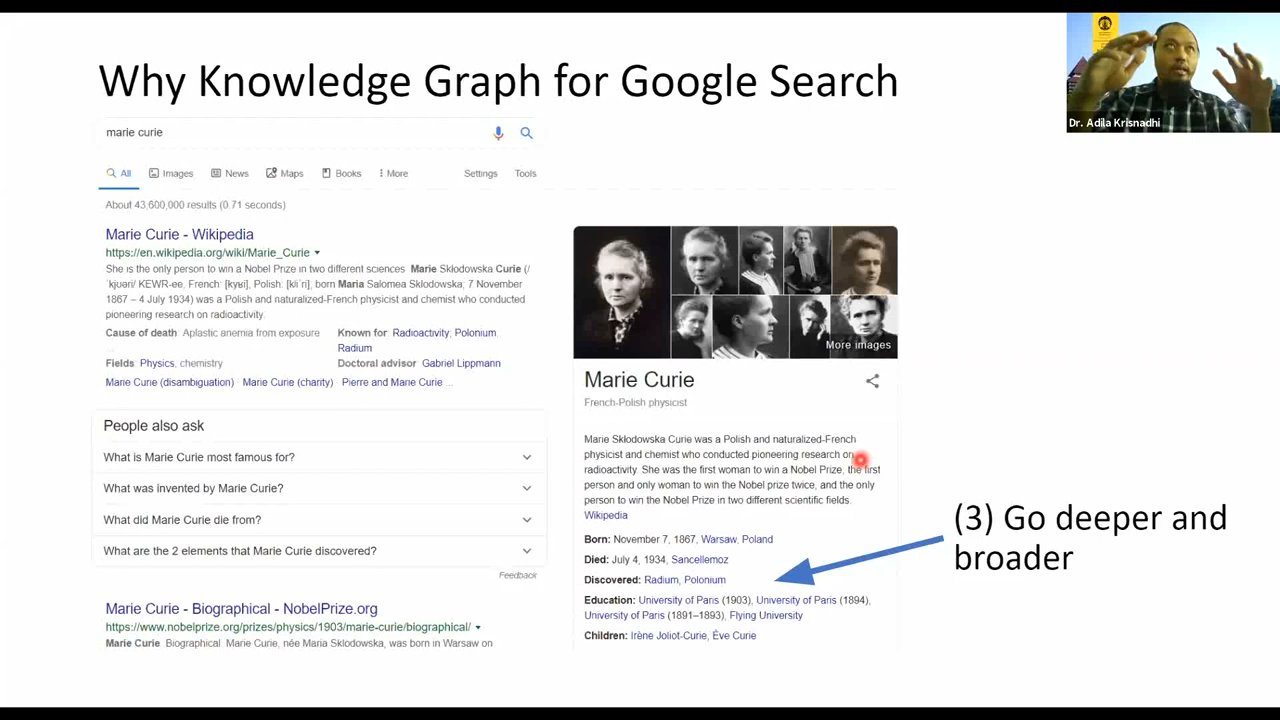 Why Knowledge Graph for Google Search
Dr. Adila Krisnadhi
marie curie
All Images News Maps Books More Settings Tools
About 43,600,000 results (0.71 seconds)
Marie Curie - Wikipedia
https://en.wikipedia.org/wiki/Marie_Curie
She is the only person to win a Nobel Prize in two different sciences Marie Skłodowska Curie (/
ˈkjʊəri/ KEWR-ee, French: [kyʁi], Polish: [kʲiˈri], born Maria Salomea Skłodowska; 7 November
1867 – 4 July 1934) was a Polish and naturalized-French physicist and chemist who conducted
pioneering research on radioactivity.
Cause of death Aplastic anemia from exposure
...
Known for: Radioactivity; Polonium;
Radium
Fields: Physics, chemistry
Doctoral advisor Gabriel Lippmann
Marie Curie (disambiguation) Marie Curie (charity) Pierre and Marie Curie ...
People also ask
What is Marie Curie most famous for?
What was invented by Marie Curie?
What did Marie Curie die from?
What are the 2 elements that Marie Curie discovered?
Feedback
Marie Curie - Biographical - NobelPrize.org
https://www.nobelprize.org/prizes/physics/1903/marie-curie/biographical/
Marie Curie. Biographical. Marie Curie, née Maria Sklodowska, was born in Warsaw on
More images
Marie Curie
French-Polish physicist
Marie Skłodowska Curie was a Polish and naturalized-French
physicist and chemist who conducted pioneering research on
radioactivity. She was the first woman to win a Nobel Prize, the first
person and only woman to win the Nobel prize twice, and the only
person to win the Nobel Prize in two different scientific fields.
Wikipedia
Born: November 7, 1867, Warsaw, Poland
Died: July 4, 1934, Sancellemoz
Discovered: Radium, Polonium
Education: University of Paris (1903), University of Paris (1894),
University of Paris (1891–1893), Flying University
Children: Irène Joliot-Curie, Ève Curie
(3) Go deeper and
broader